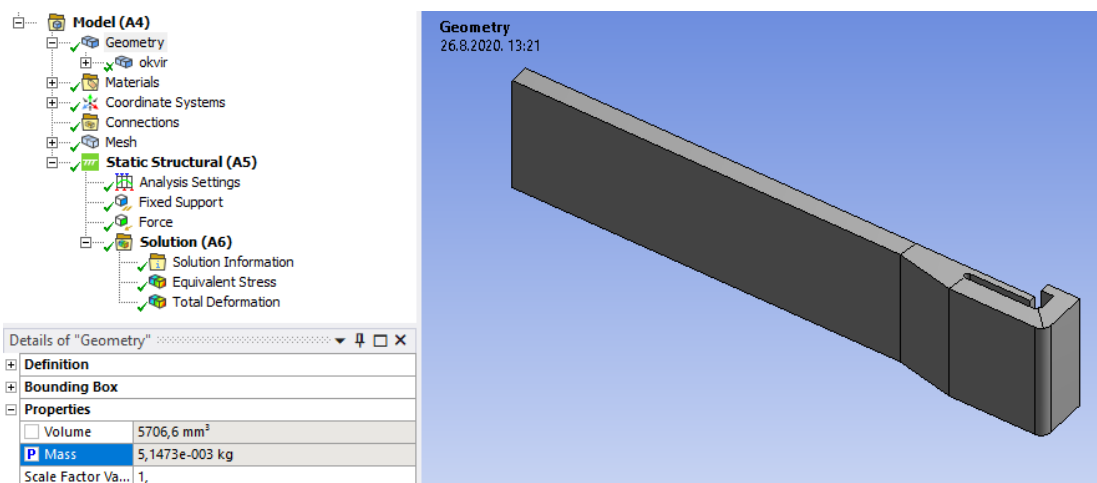 Model (A4)
Geometry
okvir
Materials
Coordinate Systems
Connections
Mesh
Static Structural (A5)
Analysis Settings
Fixed Support
Force
Solution (A6)
Solution Information
Equivalent Stress
Total Deformation
Details of "Geometry"
Definition
Bounding Box
Properties
Volume 5706,6 mm³
P Mass 5,1473e-003 kg
Scale Factor Va... 1,
Geometry
26.8.2020. 13:21